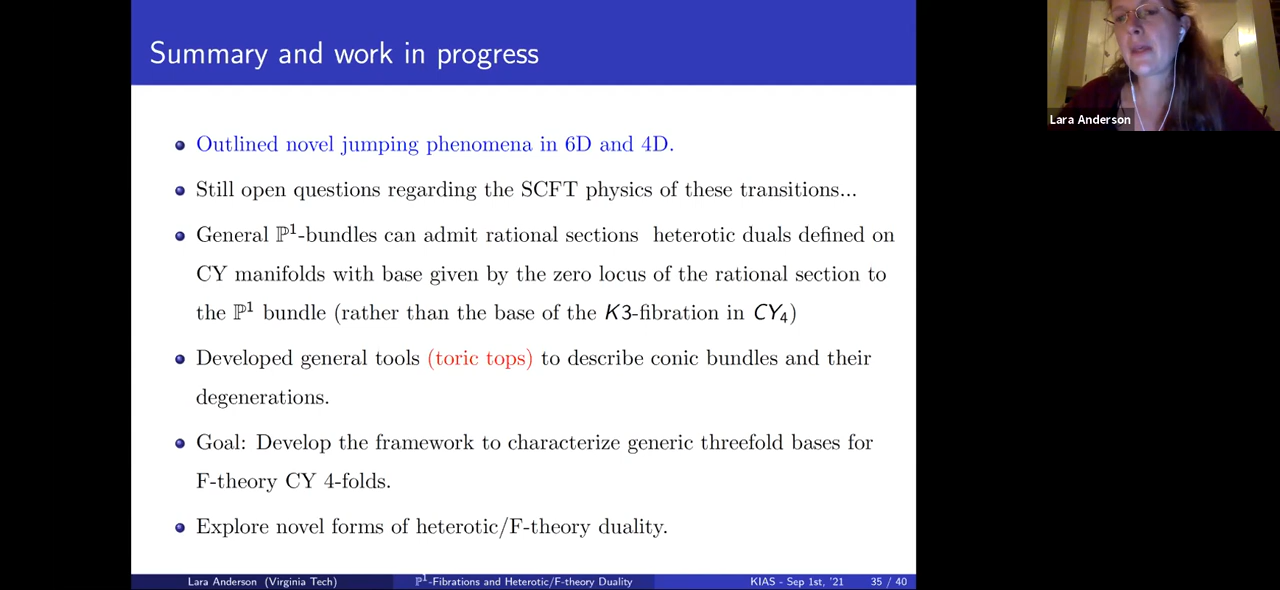 Summary and work in progress
Outlined novel jumping phenomena in 6D and 4D.
Still open questions regarding the SCFT physics of these transitions...
General ℙ¹-bundles can admit rational sections heterotic duals defined on
CY manifolds with base given by the zero locus of the rational section to
the ℙ¹ bundle (rather than the base of the K3-fibration in CY₄)
Developed general tools (toric tops) to describe conic bundles and their
degenerations.
Goal: Develop the framework to characterize generic threefold bases for
F-theory CY 4-folds.
Explore novel forms of heterotic/F-theory duality.
Lara Anderson (Virginia Tech) ℙ¹-Fibrations and Heterotic/F-theory Duality KIAS - Sep 1st, '21 35 / 40
Lara Anderson